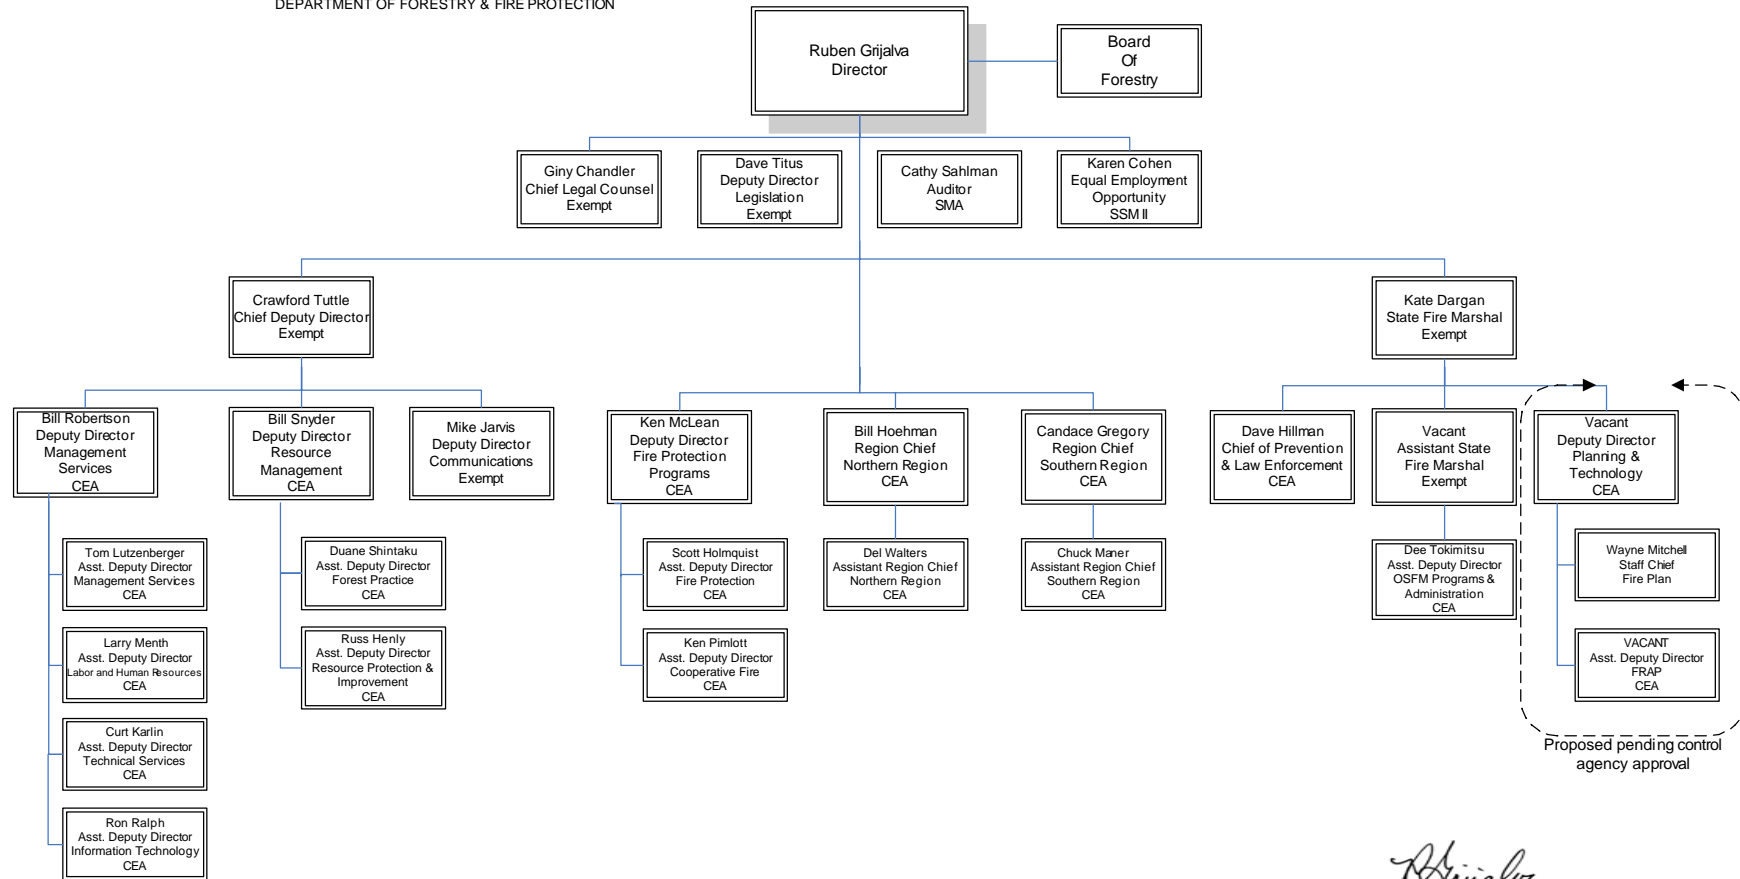 DEPARTMENT OF FORESTRY & FIRE PROTECTION
Ruben Grijalva
Director
Board
Of
Forestry
Giny Chandler
Chief Legal Counsel
Exempt
Dave Titus
Deputy Director
Legislation
Exempt
Cathy Sahlman
Auditor
SMA
Karen Cohen
Equal Employment
Opportunity
SSM II
Crawford Tuttle
Chief Deputy Director
Exempt
Kate Dargan
State Fire Marshal
Exempt
Bill Robertson
Deputy Director
Management
Services
CEA
Bill Snyder
Deputy Director
Resource
Management
CEA
Mike Jarvis
Deputy Director
Communications
Exempt
Ken McLean
Deputy Director
Fire Protection
Programs
CEA
Bill Hoehman
Region Chief
Northern Region
CEA
Candace Gregory
Region Chief
Southern Region
CEA
Dave Hillman
Chief of Prevention
& Law Enforcement
CEA
Vacant
Assistant State
Fire Marshal
Exempt
Vacant
Deputy Director
Planning &
Technology
CEA
Tom Lutzenberger
Asst. Deputy Director
Management Services
CEA
Duane Shintaku
Asst. Deputy Director
Forest Practice
CEA
Scott Holmquist
Asst. Deputy Director
Fire Protection
CEA
Del Walters
Assistant Region Chief
Northern Region
CEA
Chuck Maner
Assistant Region Chief
Southern Region
CEA
Dee Tokimitsu
Asst. Deputy Director
OSFM Programs &
Administration
CEA
Wayne Mitchell
Staff Chief
Fire Plan
Larry Menth
Asst. Deputy Director
Labor and Human Resources
CEA
Russ Henly
Asst. Deputy Director
Resource Protection &
Improvement
CEA
Ken Pimlott
Asst. Deputy Director
Cooperative Fire
CEA
VACANT
Asst. Deputy Director
FRAP
CEA
Curt Karlin
Asst. Deputy Director
Technical Services
CEA
Proposed pending control
agency approval
Ron Ralph
Asst. Deputy Director
Information Technology
CEA
RGrijalva